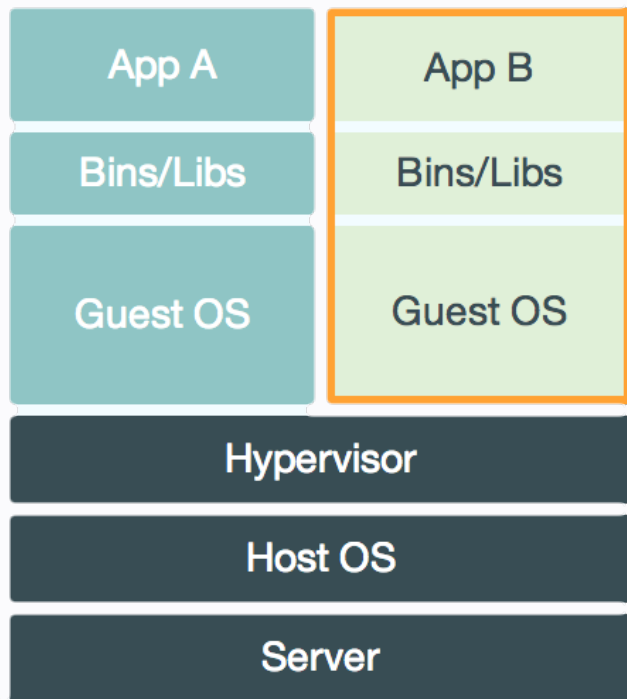 App A
App B
Bins/Libs
Bins/Libs
Guest OS
Guest OS
Hypervisor
Host OS
Server